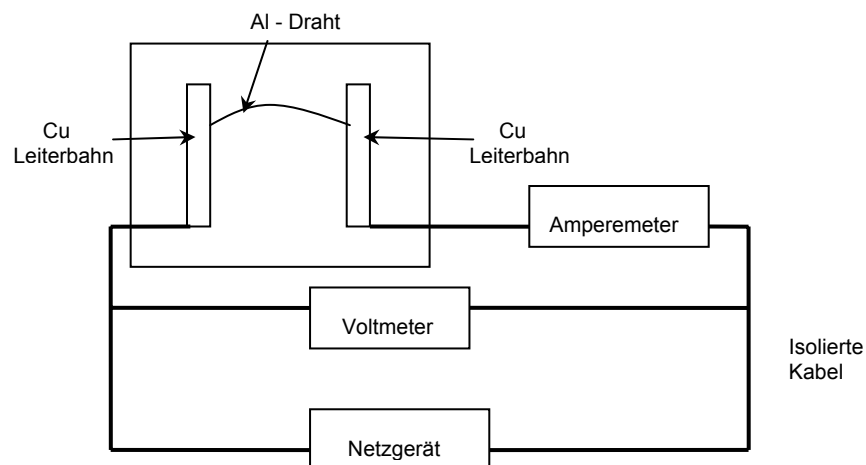 Al - Draht
Cu
Leiterbahn
Cu
Leiterbahn
Amperemeter
Voltmeter
Isolierte
Kabel
Netzgerät